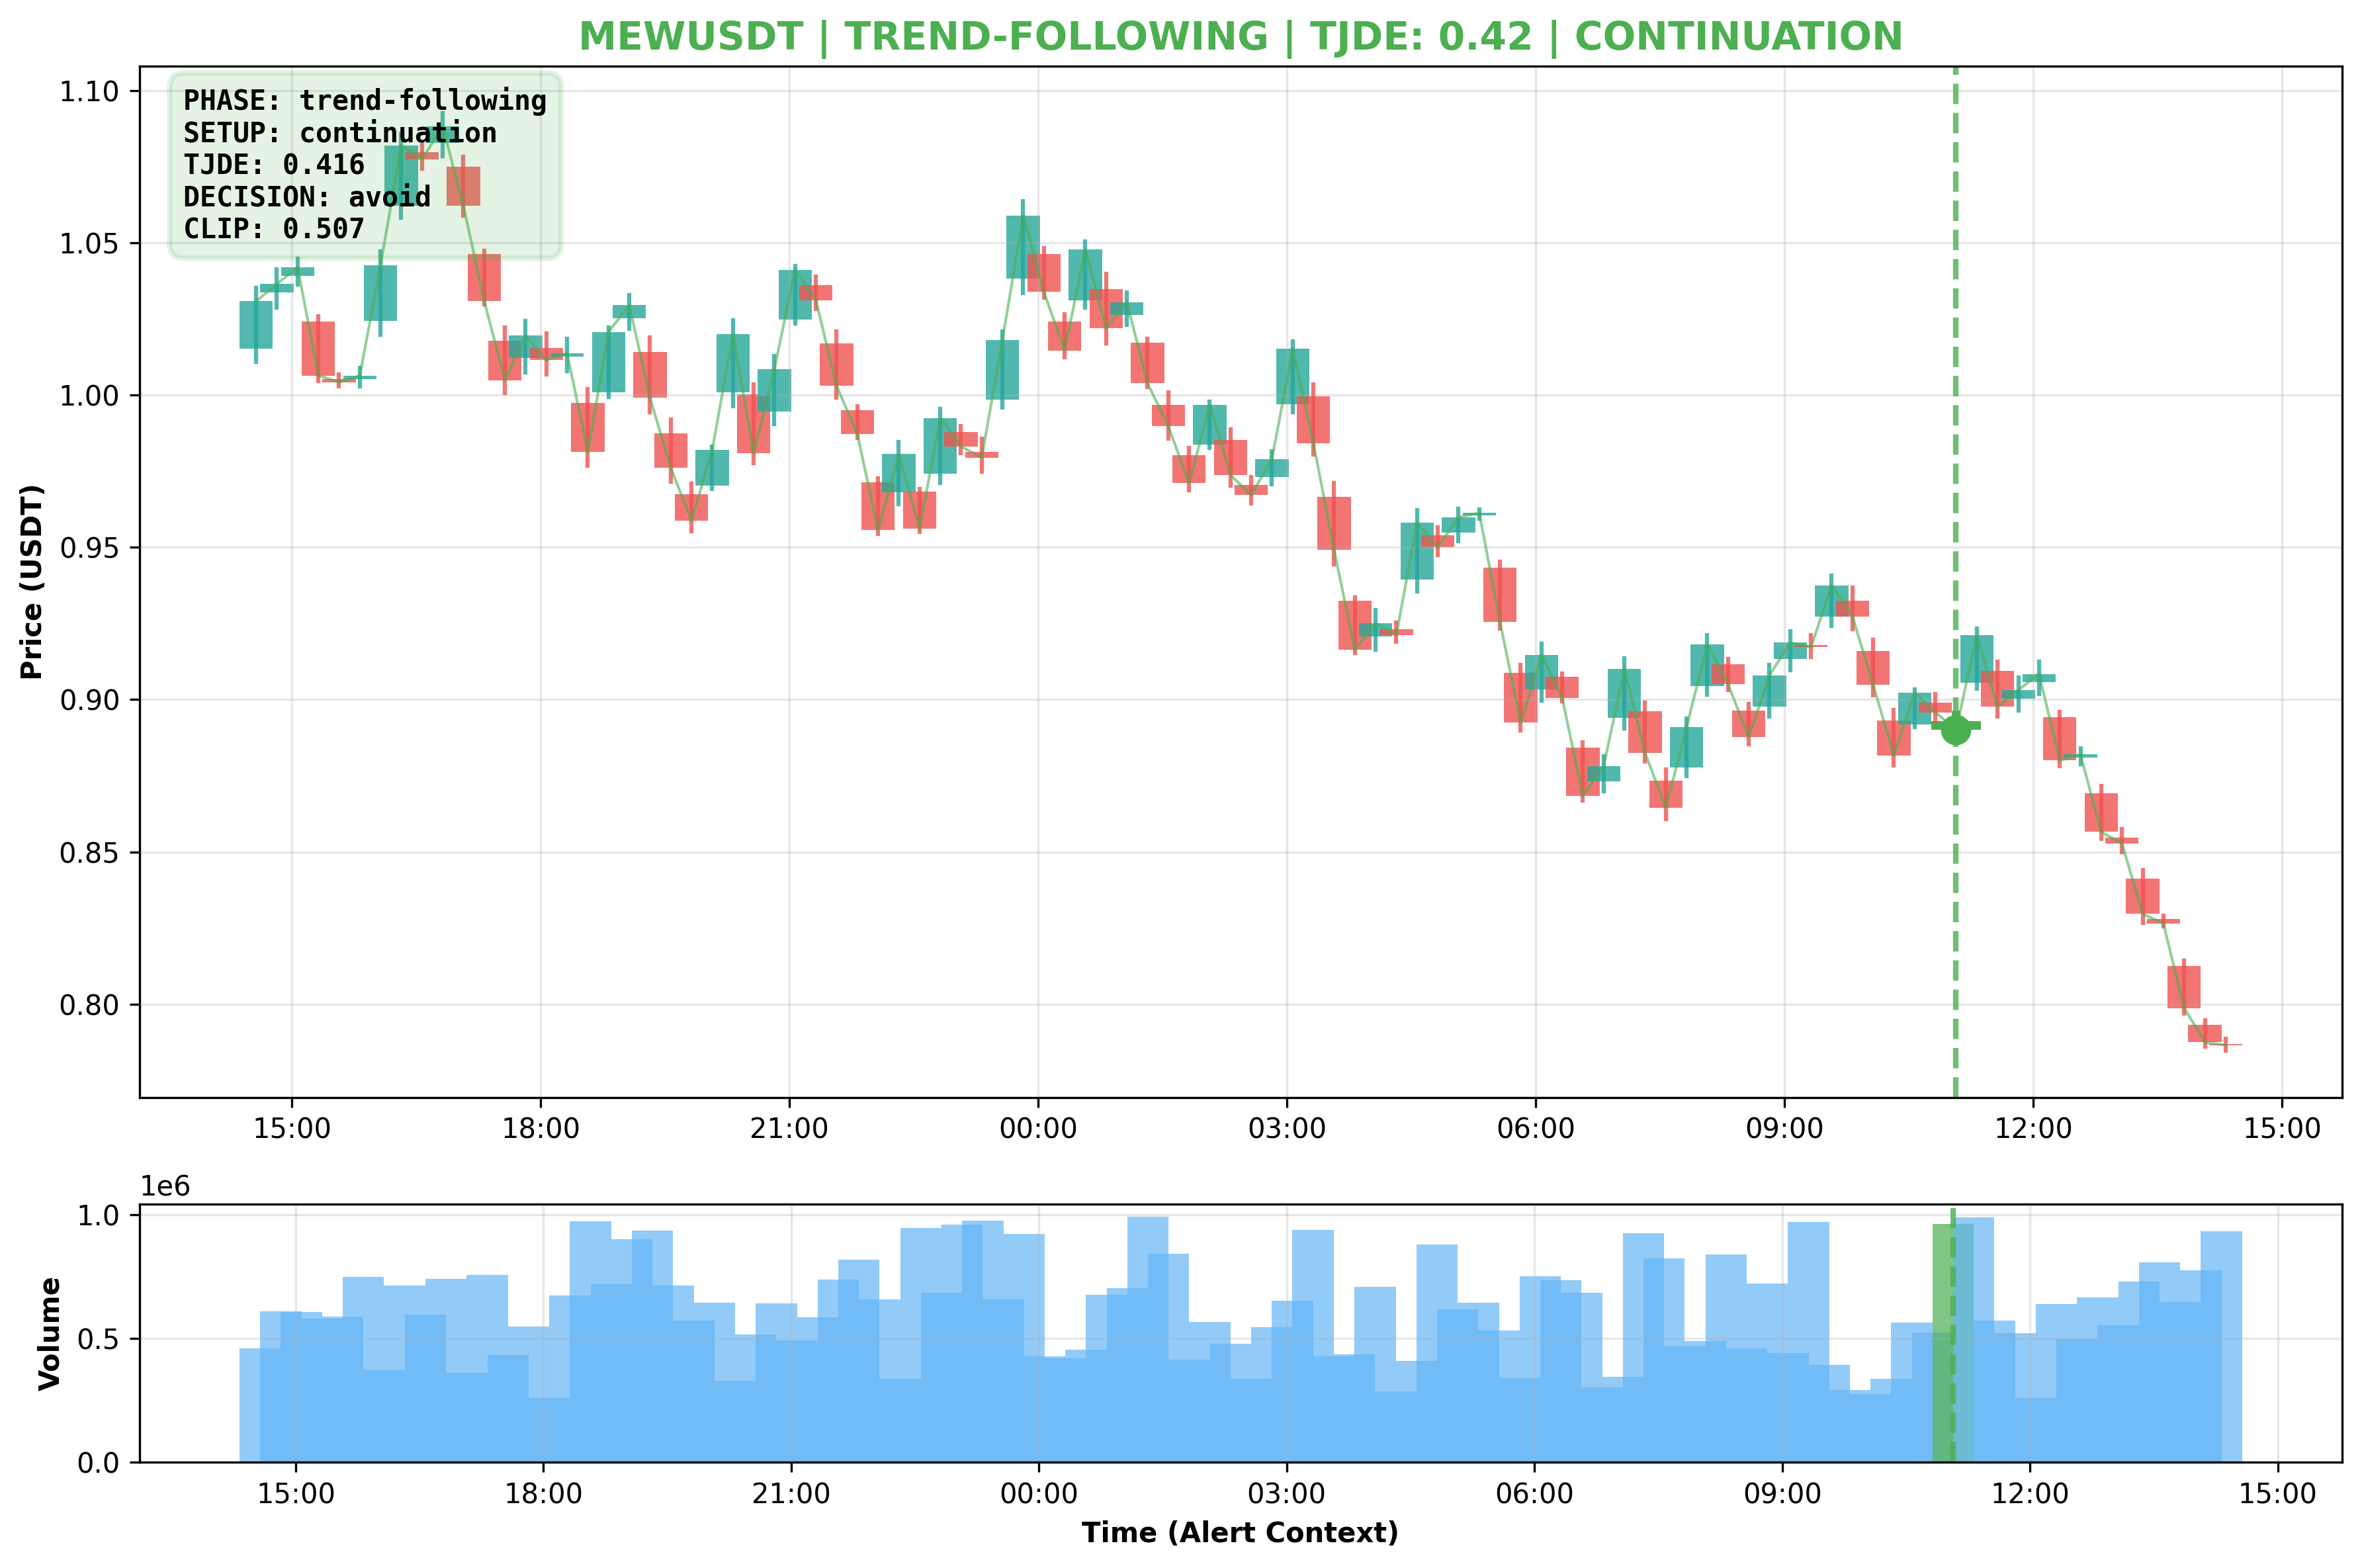 MEWUSDT | TREND-FOLLOWING | TJDE: 0.42 | CONTINUATION
PHASE: trend-following
SETUP: continuation
TJDE: 0.416
DECISION: avoid
CLIP: 0.507
Price (USDT)
1.10
1.05
1.00
0.95
0.90
0.85
0.80
15:00 18:00 21:00 00:00 03:00 06:00 09:00 12:00 15:00
1e6
Volume
1.0
0.5
0.0
15:00 18:00 21:00 00:00 03:00 06:00 09:00 12:00 15:00
Time (Alert Context)